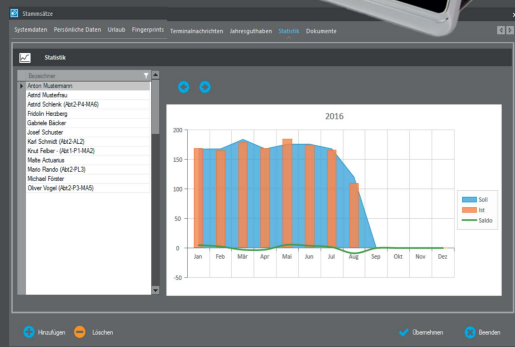 Stammsätze
Systemdaten Persönliche Daten Urlaub Fingerprints Terminalnachrichten Jahresguthaben Statistik Dokumente
Statistik
Bezeichner
Anton Mustermann
Astrid Musterfrau
Astrid Schlenk (Abt2-P4-MA6)
Fridolin Herzberg
Gabriele Bäcker
Josef Schuster
Karl Schmidt (Abt2-AL2)
Knut Felber - (Abt1-P1-MA2)
Malte Actuarius
Mario Rando (Abt2-PL3)
Michael Förster
Oliver Vogel (Abt2-P3-MA5)
2016
200
150
100
50
0
-50
Jan Feb Mär Apr Mai Jun Jul Aug Sep Okt Nov Dez
Soll
Ist
Saldo
Hinzufügen Löschen Übernehmen Beenden